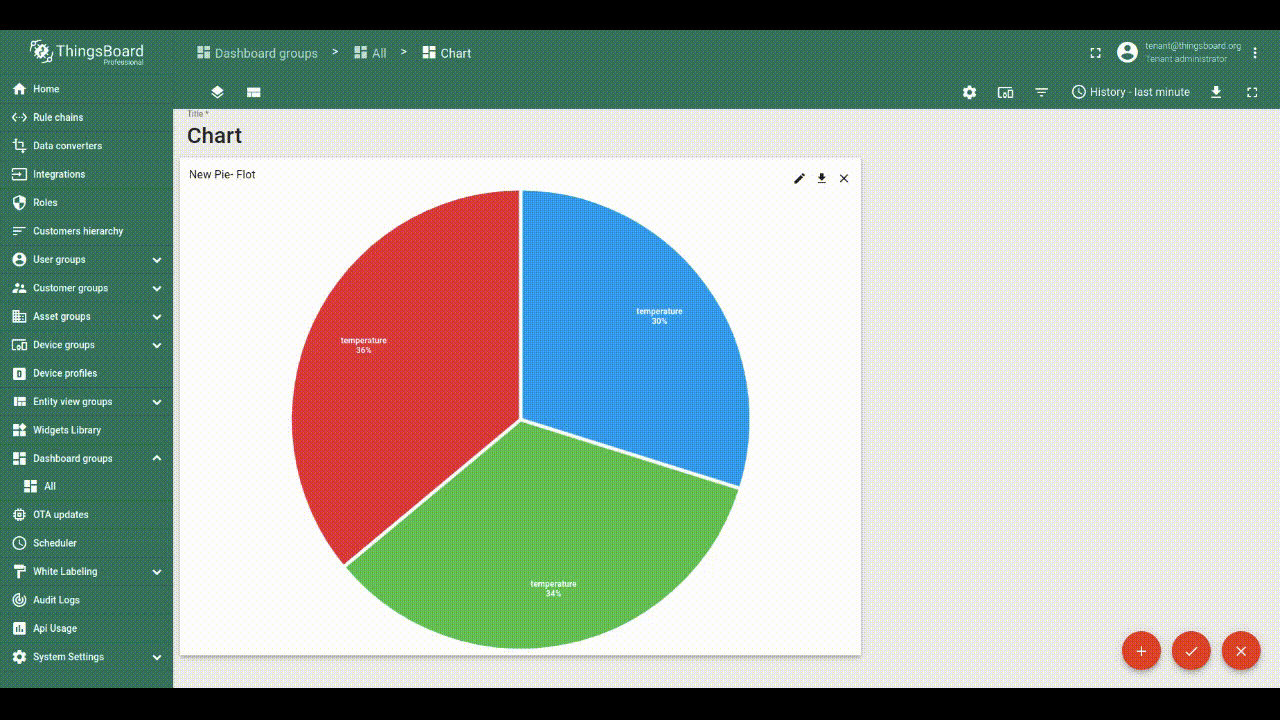 ThingsBoard
Professional
Dashboard groups > All > Chart
tenant@thingsboard.org
Tenant administrator
History - last minute
Home
Rule chains
Data converters
Integrations
Roles
Customers hierarchy
User groups
Customer groups
Asset groups
Device groups
Device profiles
Entity view groups
Widgets Library
Dashboard groups
All
OTA updates
Scheduler
White Labeling
Audit Logs
Api Usage
System Settings
Title *
Chart
New Pie- Flot
temperature
30%
temperature
36%
temperature
34%